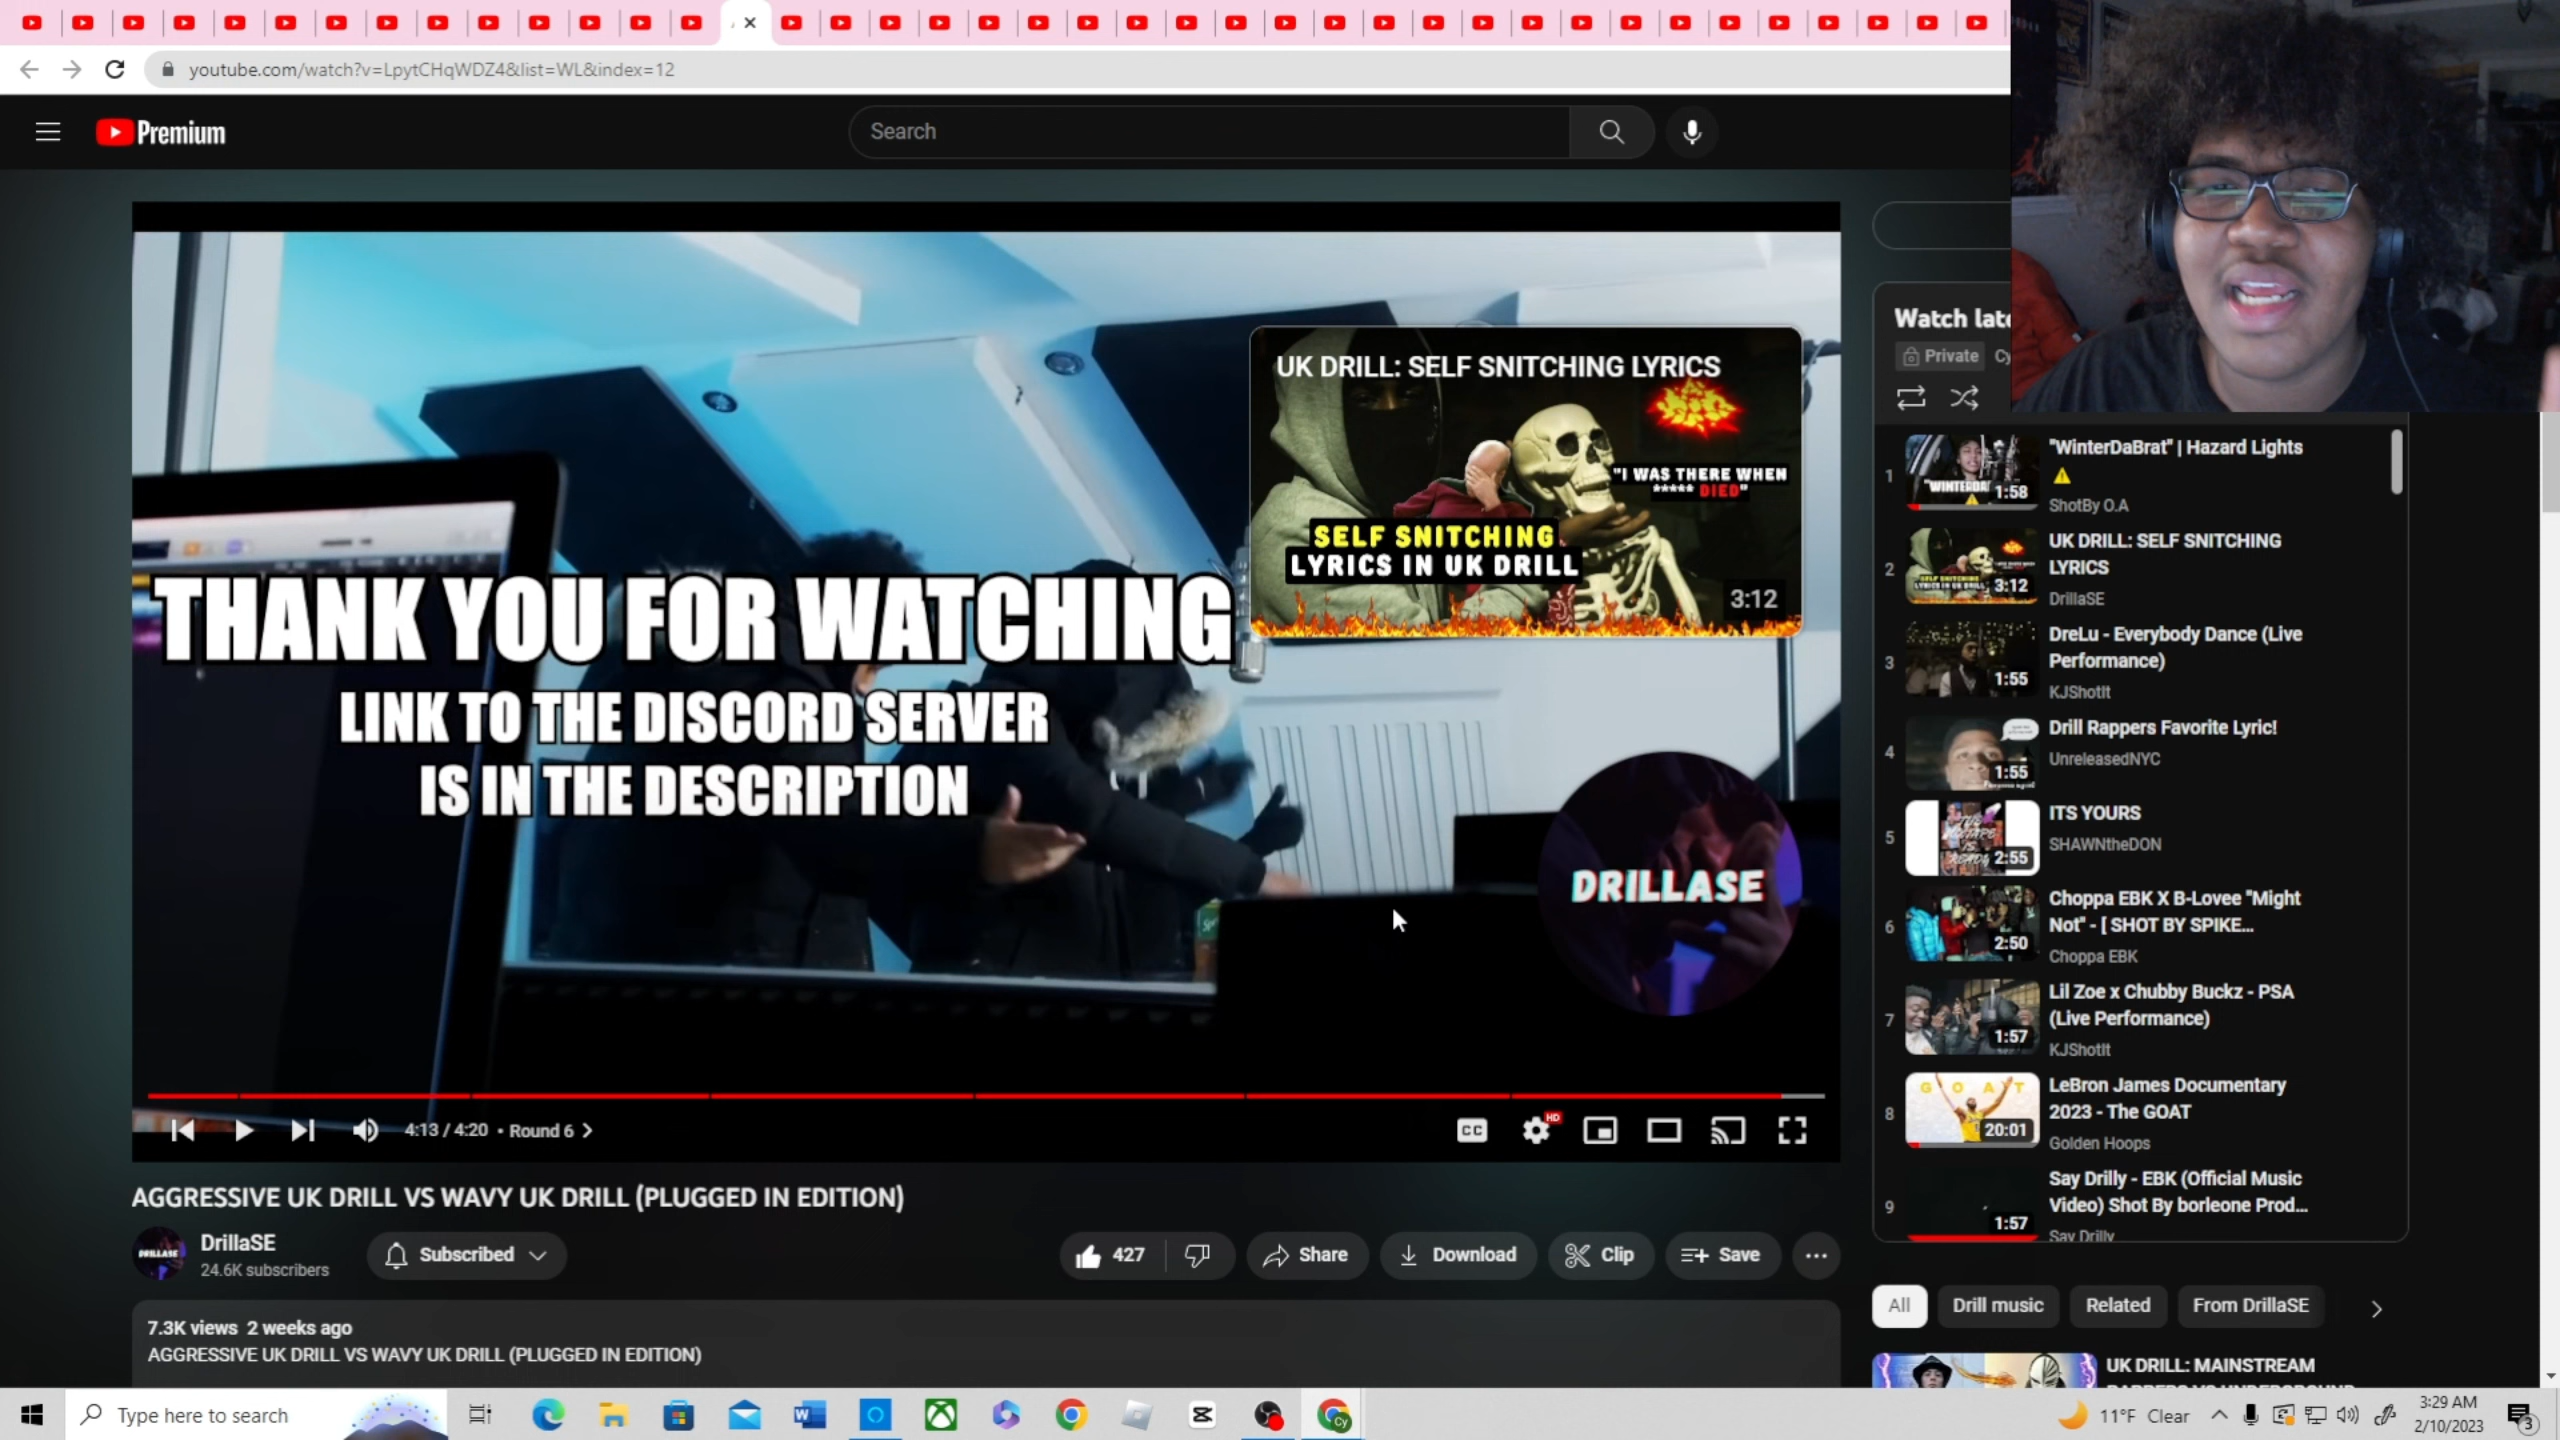 youtube.com/watch?v=LpytCHqWDZ4&list=WL&index=12
Premium
Search
UK DRILL: SELF SNITCHING LYRICS
"I WAS THERE WHEN
***** DIED"
SELF SNITCHING
LYRICS IN UK DRILL
3:12
THANK YOU FOR WATCHING
LINK TO THE DISCORD SERVER
IS IN THE DESCRIPTION
DRILLASE
4:13 / 4:20 • Round 6
CC
HD
AGGRESSIVE UK DRILL VS WAVY UK DRILL (PLUGGED IN EDITION)
DRILLASE
DrillaSE
24.6K subscribers
Subscribed
427
Share
Download
Clip
Save
7.3K views 2 weeks ago
AGGRESSIVE UK DRILL VS WAVY UK DRILL (PLUGGED IN EDITION)
Watch late
Private
Cy
1
1:58
"WinterDaBrat" | Hazard Lights
⚠
ShotBy O.A
2
3:12
UK DRILL: SELF SNITCHING
LYRICS
DrillaSE
3
1:55
DreLu - Everybody Dance (Live
Performance)
KJShotIt
4
1:55
Drill Rappers Favorite Lyric!
UnreleasedNYC
5
2:55
ITS YOURS
SHAWNtheDON
6
2:50
Choppa EBK X B-Lovee "Might
Not" - [ SHOT BY SPIKE...
Choppa EBK
7
1:57
Lil Zoe x Chubby Buckz - PSA
(Live Performance)
KJShotIt
8
GOAT
20:01
LeBron James Documentary
2023 - The GOAT
Golden Hoops
9
1:57
Say Drilly - EBK (Official Music
Video) Shot By borleone Prod...
Say Drilly
All
Drill music
Related
From DrillaSE
UK DRILL: MAINSTREAM
Type here to search
11°F Clear
3:29 AM
2/10/2023
3